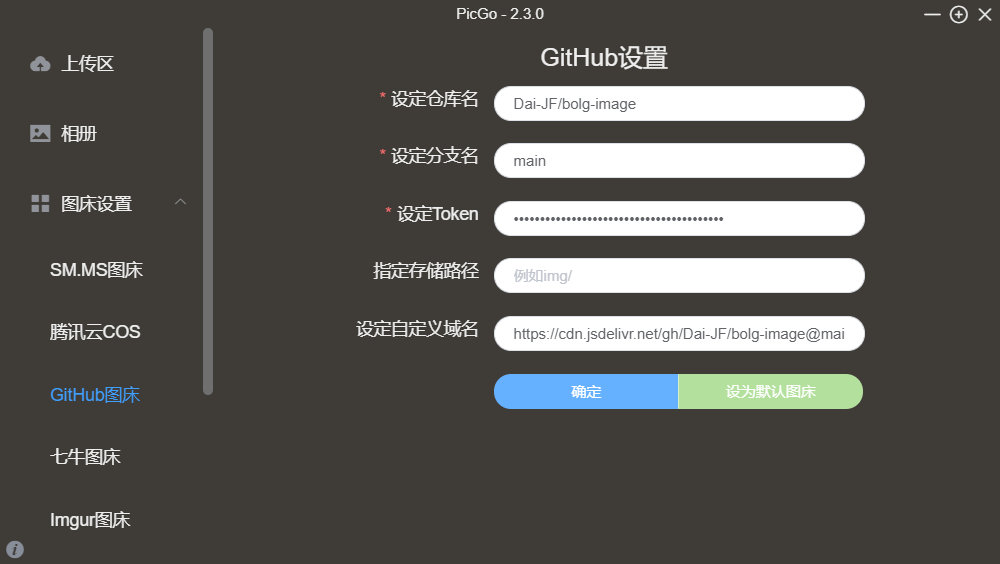 PicGo - 2.3.0
上传区
相册
图床设置
SM.MS图床
腾讯云COS
GitHub图床
七牛图床
Imgur图床
GitHub设置
* 设定仓库名
Dai-JF/bolg-image
* 设定分支名
main
* 设定Token
指定存储路径
例如img/
设定自定义域名
https://cdn.jsdelivr.net/gh/Dai-JF/bolg-image@mai
确定
设为默认图床